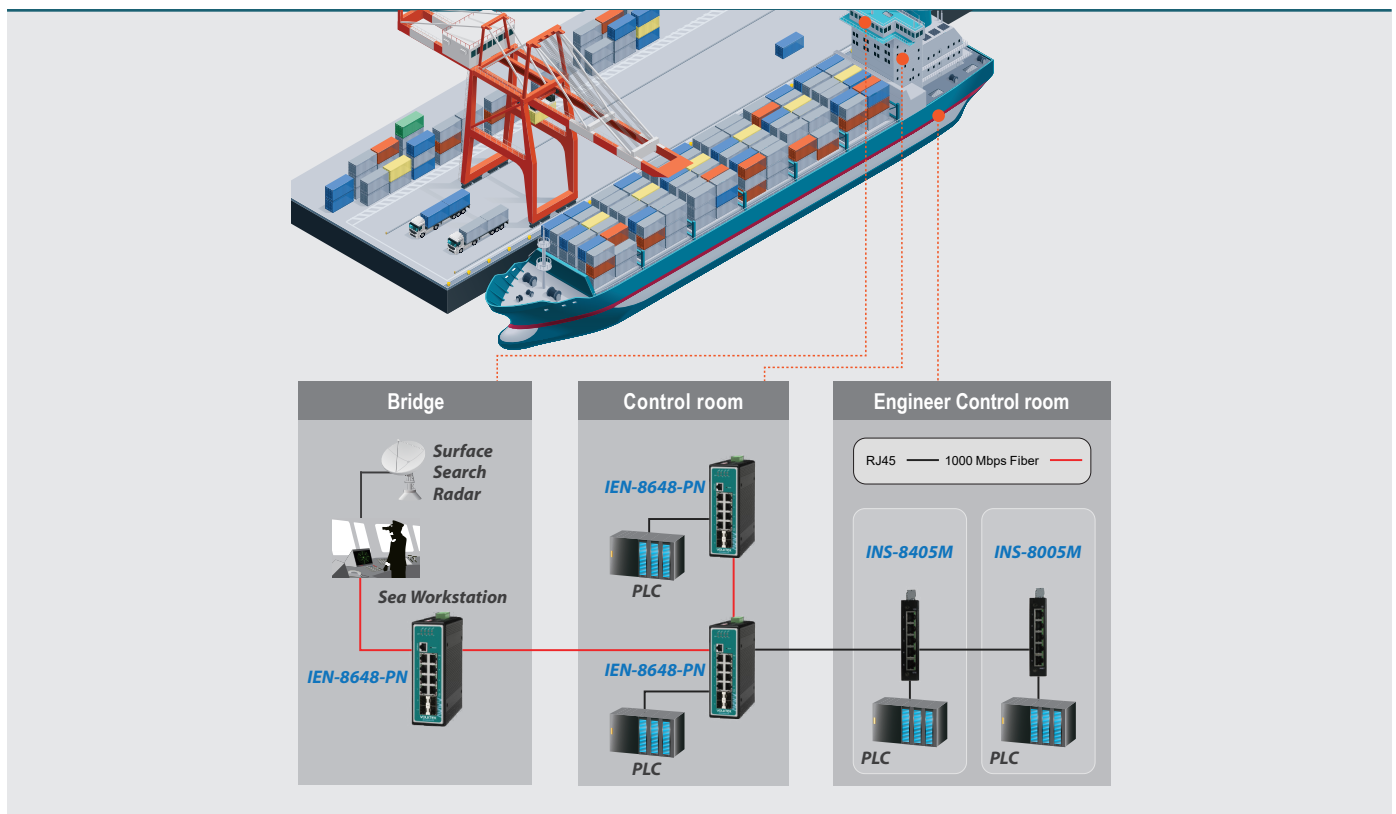 Bridge
Surface
Search
Radar
Sea Workstation
IEN-8648-PN
Control room
IEN-8648-PN
PLC
IEN-8648-PN
PLC
Engineer Control room
RJ45
1000 Mbps Fiber
INS-8405M
PLC
INS-8005M
PLC